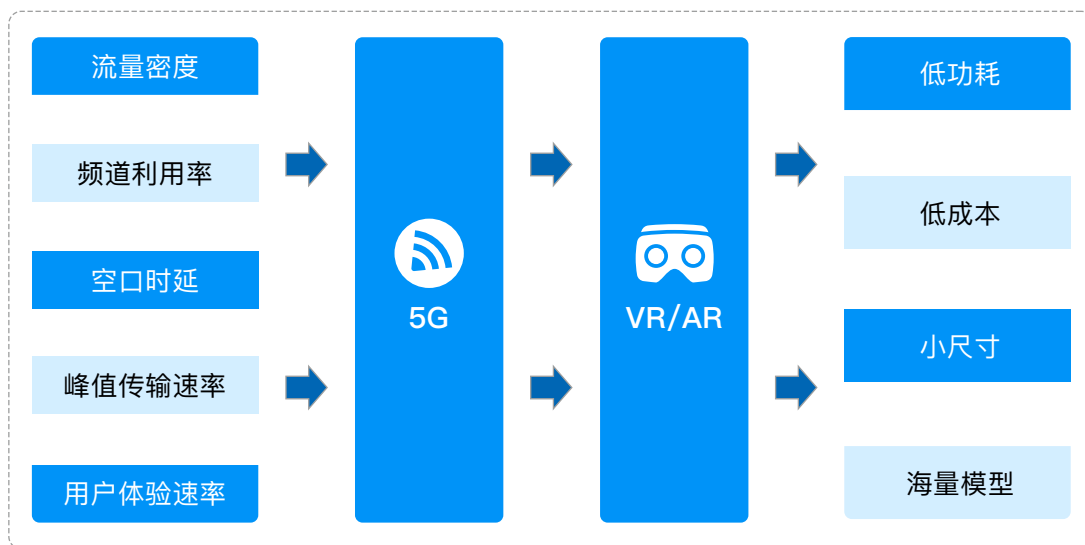 流量密度
频道利用率
空口时延
峰值传输速率
用户体验速率
5G
VR/AR
低功耗
低成本
小尺寸
海量模型